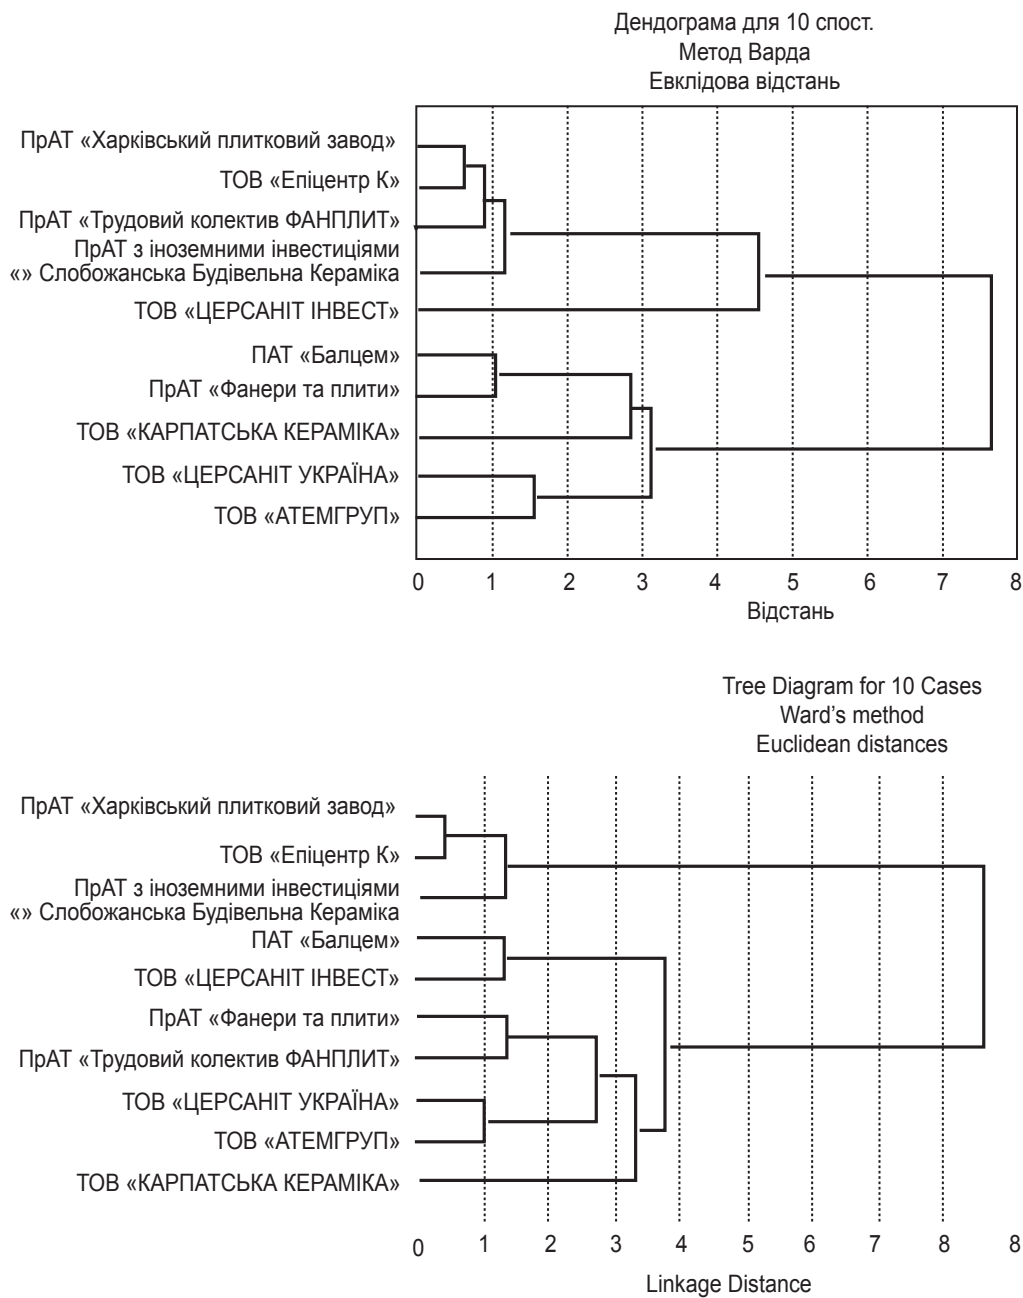 Дендограма для 10 спост.
Метод Варда
Евклідова відстань
ПрАТ «Харківський плитковий завод»
ТОВ «Епіцентр К»
ПрАТ «Трудовий колектив ФАНПЛИТ»
ПрАТ з іноземними інвестиціями
«» Слобожанська Будівельна Кераміка
ТОВ «ЦЕРСАНІТ ІНВЕСТ»
ПАТ «Балцем»
ПрАТ «Фанери та плити»
ТОВ «КАРПАТСЬКА КЕРАМІКА»
ТОВ «ЦЕРСАНІТ УКРАЇНА»
ТОВ «АТЕМГРУП»
0 1 2 3 4 5 6 7 8
Відстань
Tree Diagram for 10 Cases
Ward's method
Euclidean distances
ПрАТ «Харківський плитковий завод»
ТОВ «Епіцентр К»
ПрАТ з іноземними інвестиціями
«» Слобожанська Будівельна Кераміка
ПАТ «Балцем»
ТОВ «ЦЕРСАНІТ ІНВЕСТ»
ПрАТ «Фанери та плити»
ПрАТ «Трудовий колектив ФАНПЛИТ»
ТОВ «ЦЕРСАНІТ УКРАЇНА»
ТОВ «АТЕМГРУП»
ТОВ «КАРПАТСЬКА КЕРАМІКА»
0 1 2 3 4 5 6 7 8 8
Linkage Distance